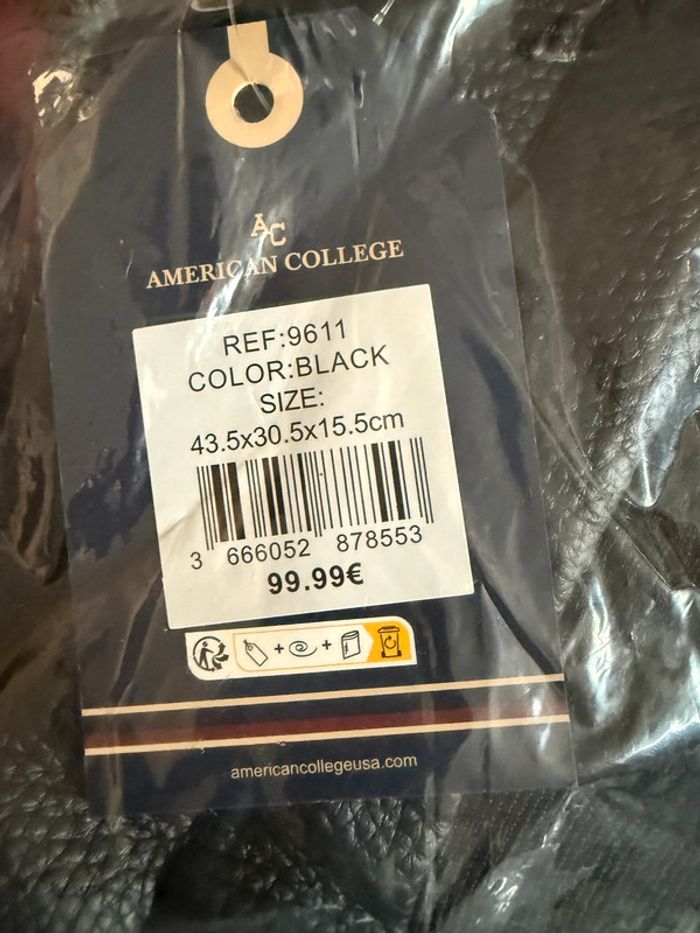 AC
AMERICAN COLLEGE
REF:9611
COLOR:BLACK
SIZE:
43.5x30.5x15.5cm
3 666052 878553
99.99€
+ +
americancollegeusa.com